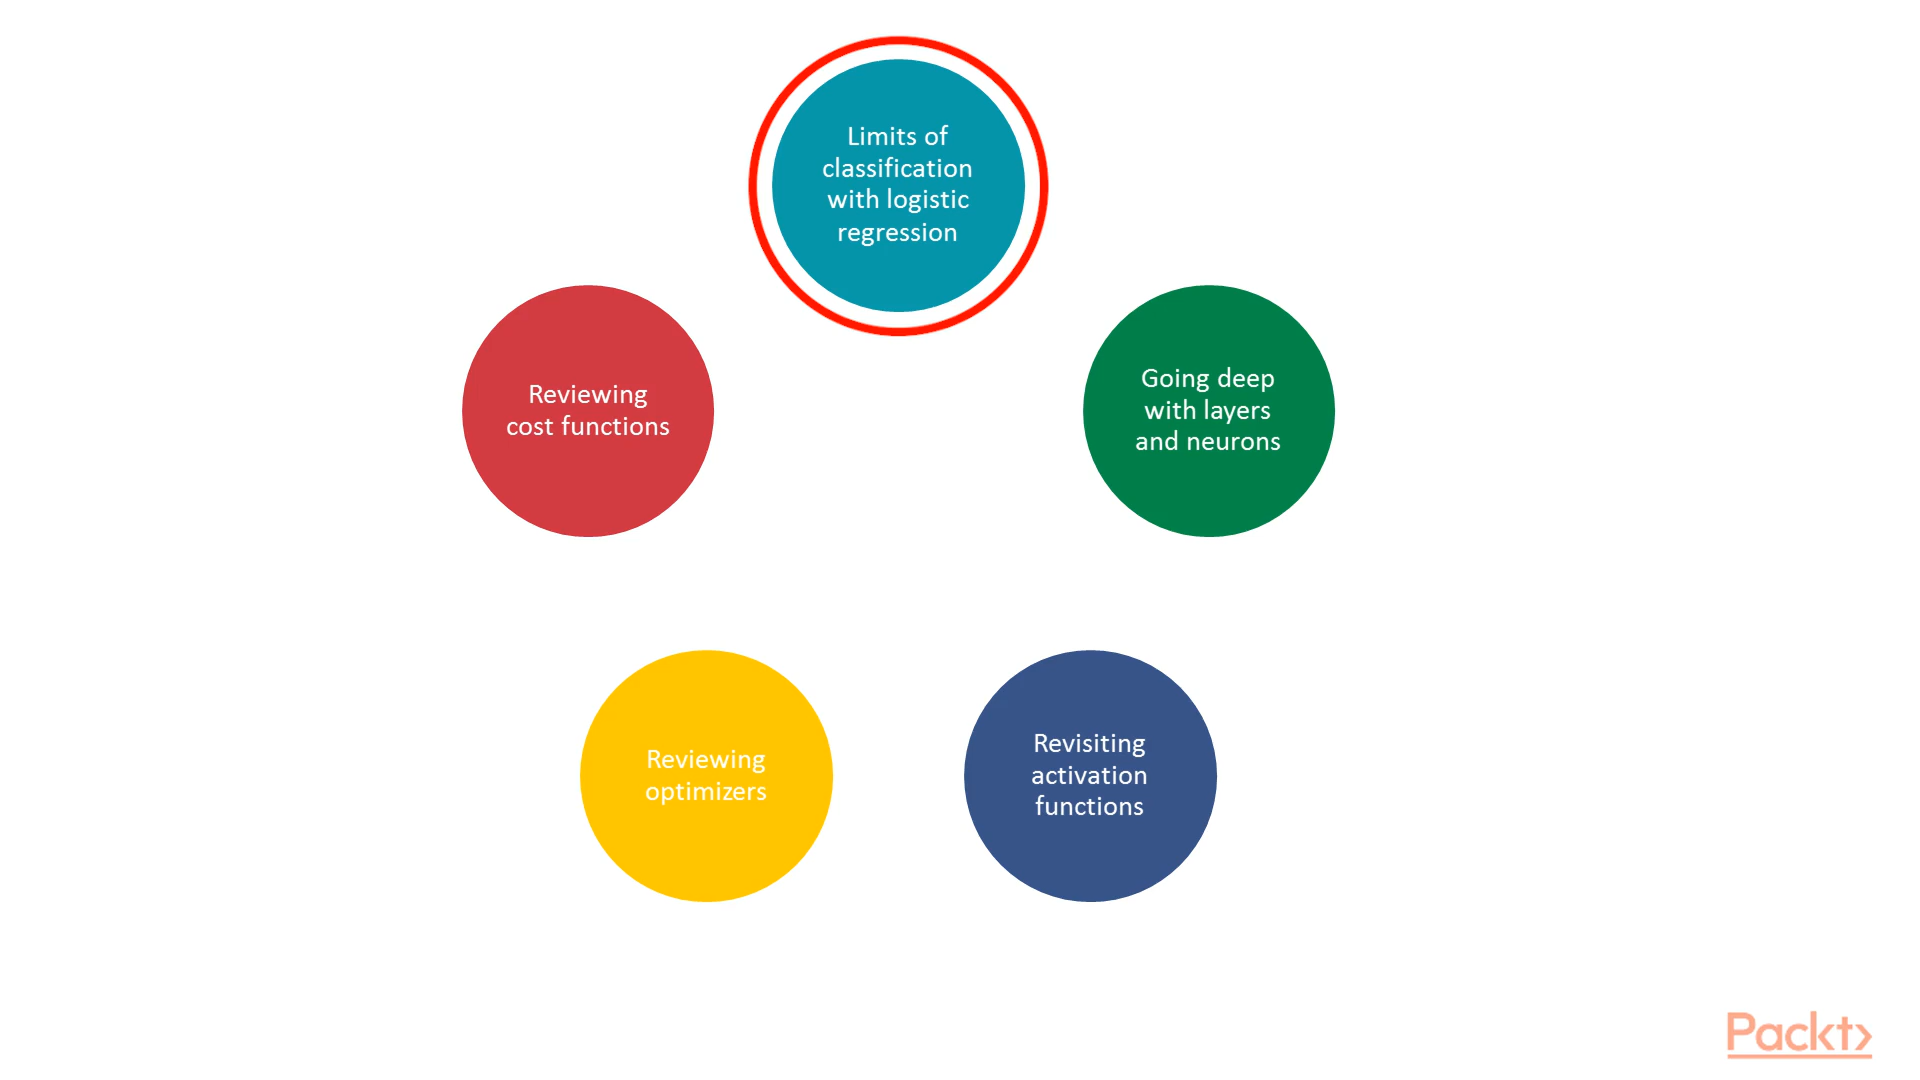 Limits of
classification
with logistic
regression
Going deep
with layers
and neurons
Revisiting
activation
functions
Reviewing
optimizers
Reviewing
cost functions
Packt>